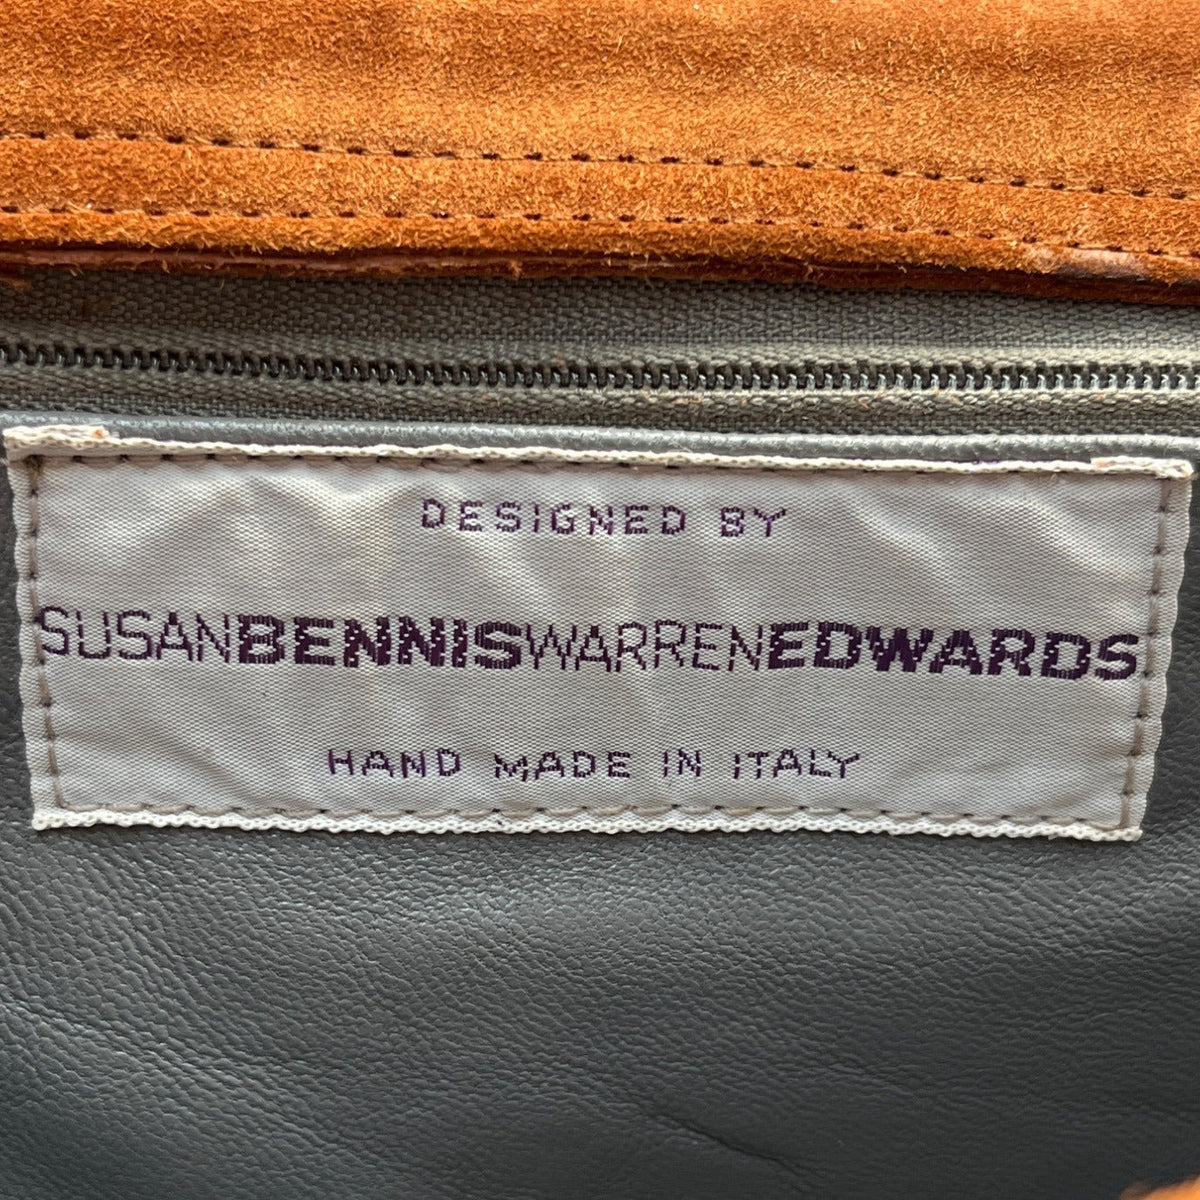 DESIGNED BY
SUSANBENNISWARRENEDWARDS
HAND MADE IN ITALY